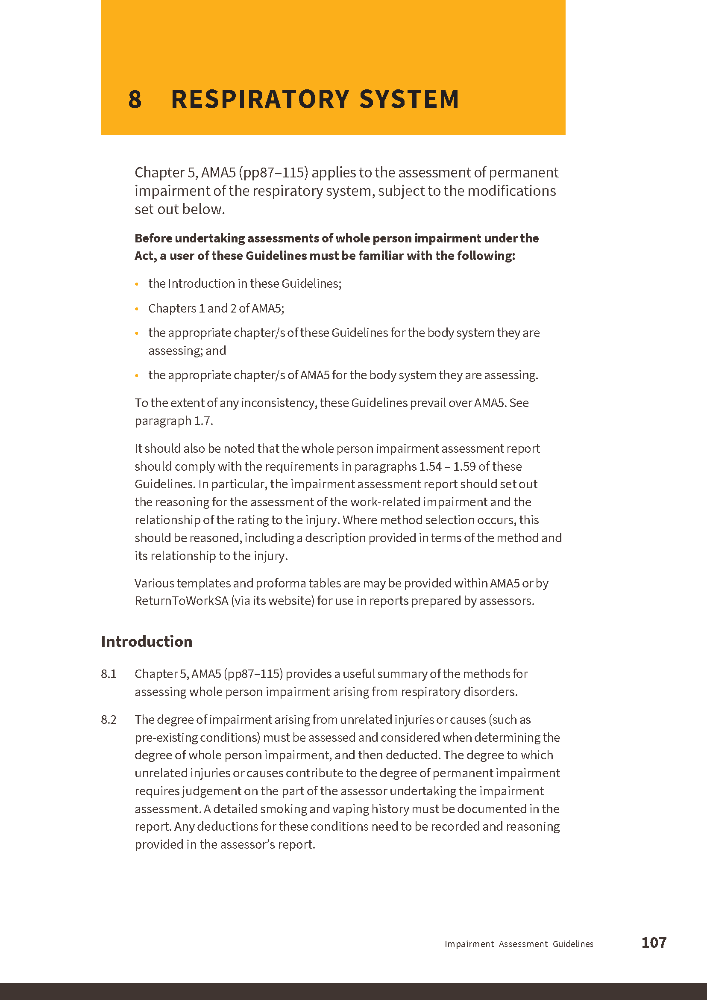 8 RESPIRATORY SYSTEM
Chapter 5, AMA5 (pp87–115) applies to the assessment of permanent
impairment of the respiratory system, subject to the modifications
set out below.
Before undertaking assessments of whole person impairment under the
Act, a user of these Guidelines must be familiar with the following:
• the Introduction in these Guidelines;
• Chapters 1 and 2 of AMA5;
• the appropriate chapter/s of these Guidelines for the body system they are
assessing; and
• the appropriate chapter/s of AMA5 for the body system they are assessing.
To the extent of any inconsistency, these Guidelines prevail over AMA5. See
paragraph 1.7.
It should also be noted that the whole person impairment assessment report
should comply with the requirements in paragraphs 1.54 – 1.59 of these
Guidelines. In particular, the impairment assessment report should set out
the reasoning for the assessment of the work-related impairment and the
relationship of the rating to the injury. Where method selection occurs, this
should be reasoned, including a description provided in terms of the method and
its relationship to the injury.
Various templates and proforma tables are may be provided within AMA5 or by
ReturnToWorkSA (via its website) for use in reports prepared by assessors.
Introduction
8.1 Chapter 5, AMA5 (pp87–115) provides a useful summary of the methods for
assessing whole person impairment arising from respiratory disorders.
8.2 The degree of impairment arising from unrelated injuries or causes (such as
pre-existing conditions) must be assessed and considered when determining the
degree of whole person impairment, and then deducted. The degree to which
unrelated injuries or causes contribute to the degree of permanent impairment
requires judgement on the part of the assessor undertaking the impairment
assessment. A detailed smoking and vaping history must be documented in the
report. Any deductions for these conditions need to be recorded and reasoning
provided in the assessor’s report.
Impairment Assessment Guidelines 107